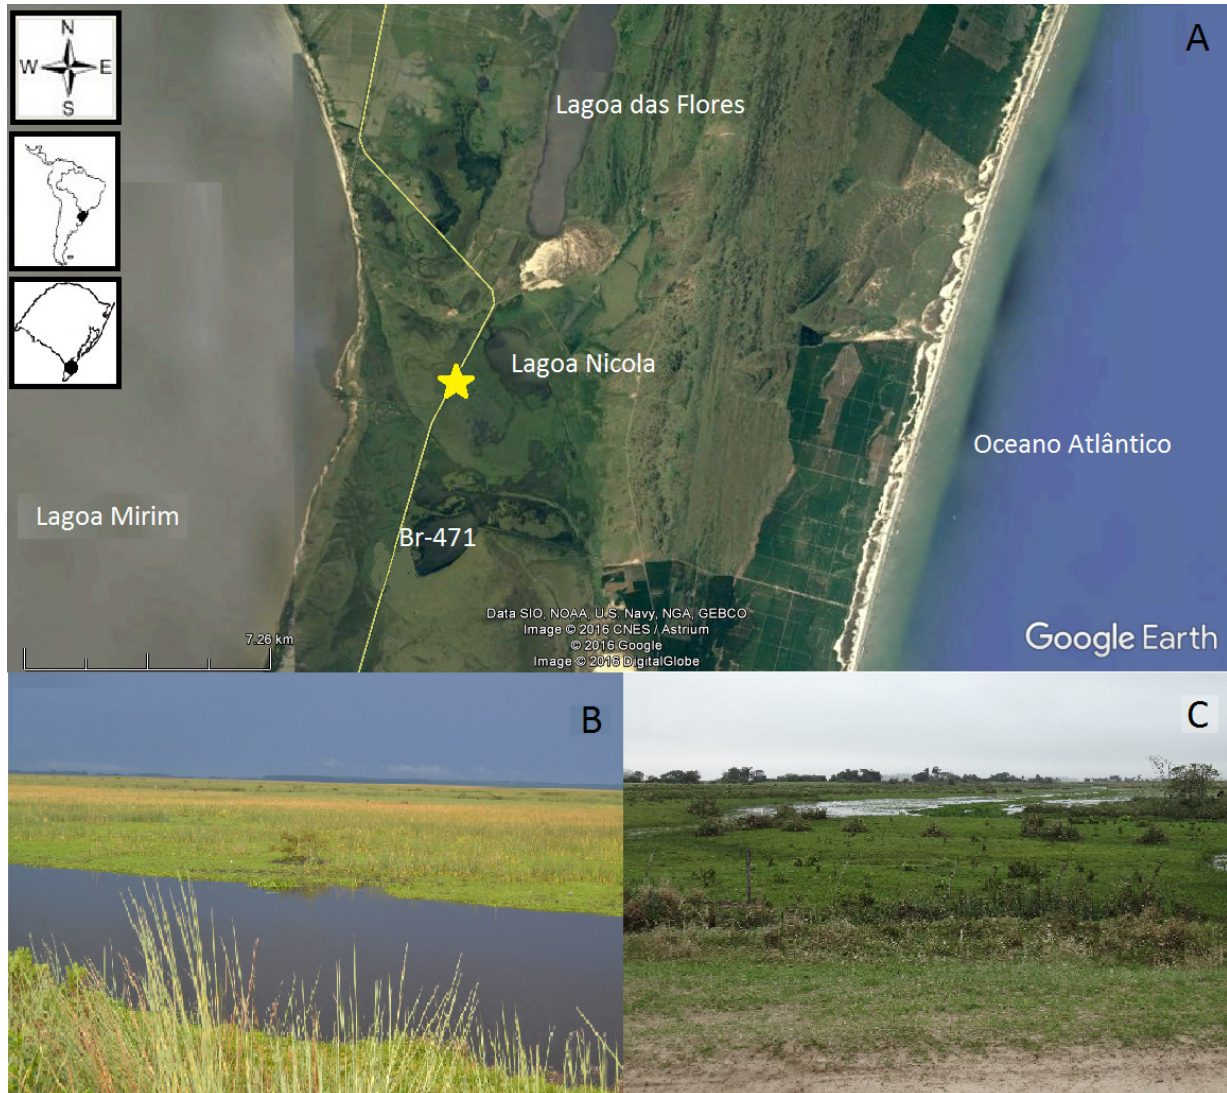 N
W E
S
A
Lagoa das Flores
Lagoa Nicola
Oceano Atlântico
Lagoa Mirim
Br-471
7.26 km
Data SIO, NOAA, U.S. Navy, NGA, GEBCO
Image © 2016 CNES / Astrium
© 2016 Google
Image © 2016 DigitalGlobe
Google Earth
B
C